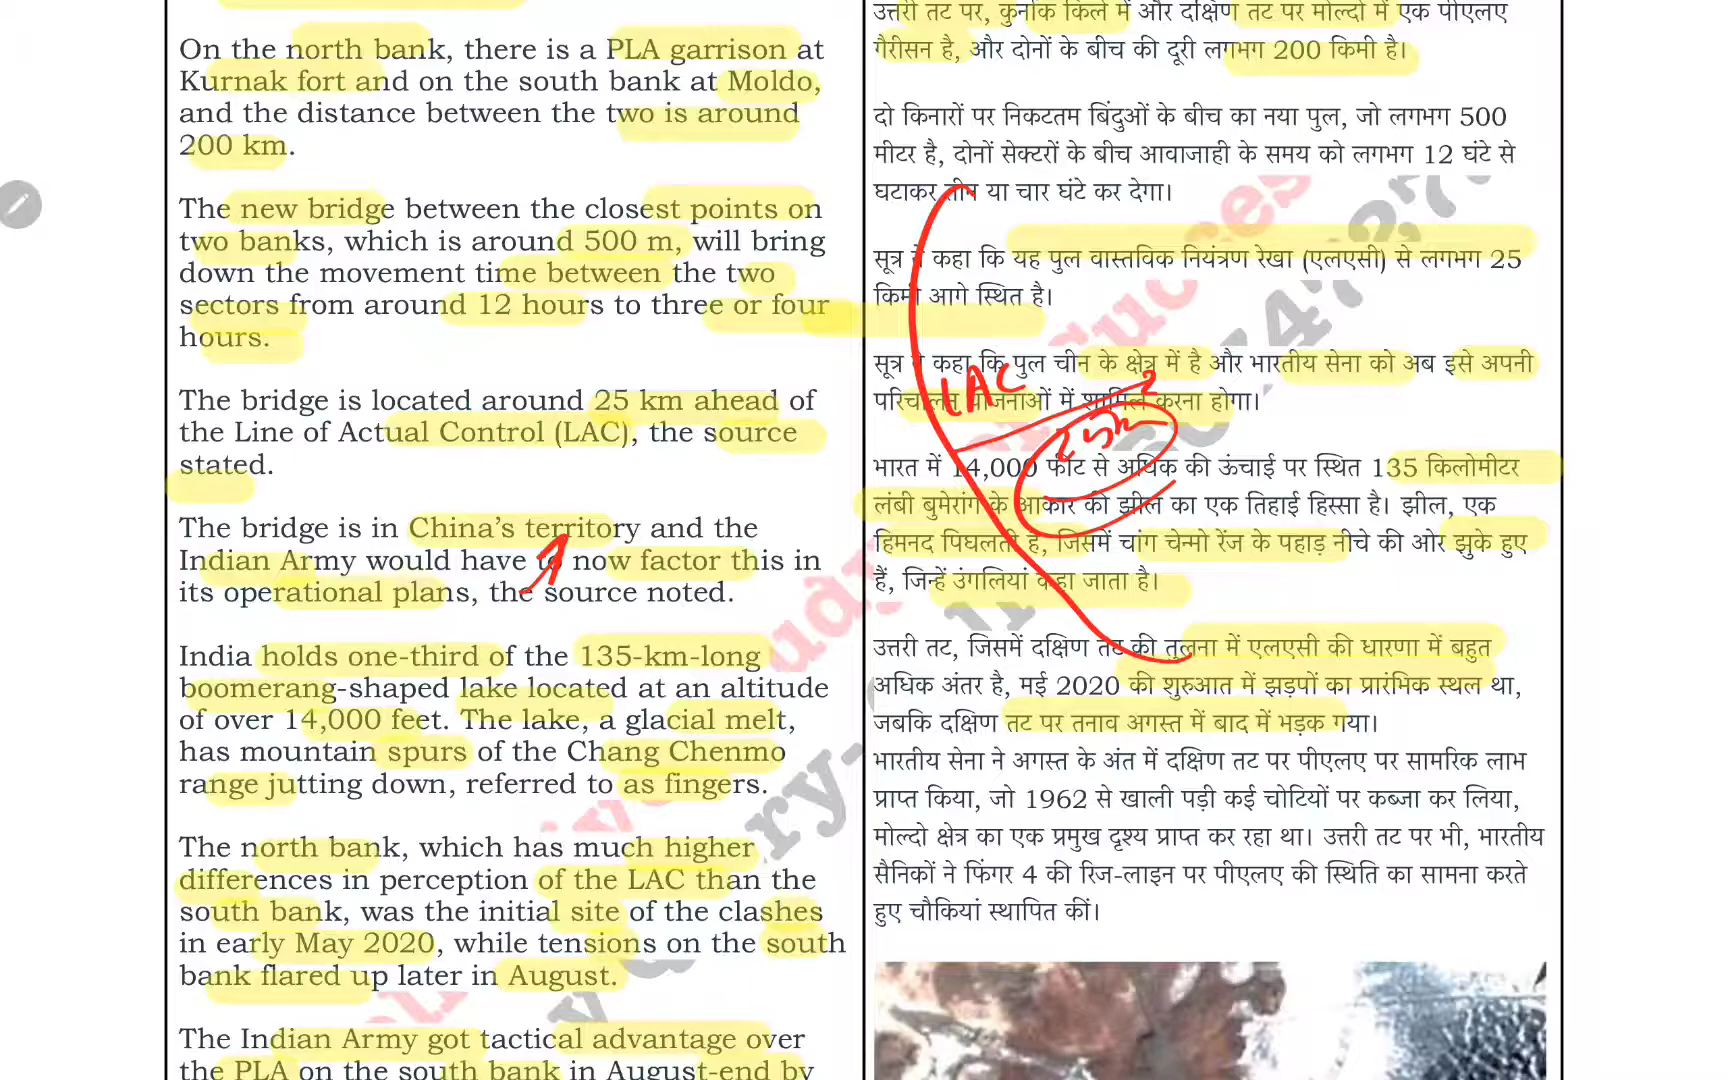 On the north bank, there is a PLA garrison at
Kurnak fort and on the south bank at Moldo,
and the distance between the two is around
200 km.
The new bridge between the closest points on
two banks, which is around 500 m, will bring
down the movement time between the two
sectors from around 12 hours to three or four
hours.
The bridge is located around 25 km ahead of
the Line of Actual Control (LAC), the source
stated.
The bridge is in China’s territory and the
Indian Army would have to now factor this in
its operational plans, the source noted.
India holds one-third of the 135-km-long
boomerang-shaped lake located at an altitude
of over 14,000 feet. The lake, a glacial melt,
has mountain spurs of the Chang Chenmo
range jutting down, referred to as fingers.
The north bank, which has much higher
differences in perception of the LAC than the
south bank, was the initial site of the clashes
in early May 2020, while tensions on the south
bank flared up later in August.
The Indian Army got tactical advantage over
the PLA on the south bank in August-end by
उत्तरी तट पर, कुर्नाक किले में और दक्षिण तट पर मोल्दो में एक पीएलए
गैरीसन है, और दोनों के बीच की दूरी लगभग 200 किमी है।
दो किनारों पर निकटतम बिंदुओं के बीच का नया पुल, जो लगभग 500
मीटर है, दोनों सेक्टरों के बीच आवाजाही के समय को लगभग 12 घंटे से
घटाकर तीन या चार घंटे कर देगा।
सूत्र ने कहा कि यह पुल वास्तविक नियंत्रण रेखा (एलएसी) से लगभग 25
किमी आगे स्थित है।
सूत्र ने कहा कि पुल चीन के क्षेत्र में है और भारतीय सेना को अब इसे अपनी
परिचालन योजनाओं में शामिल करना होगा।
LAC
25km
भारत में 14,000 फीट से अधिक की ऊंचाई पर स्थित 135 किलोमीटर
लंबी बुमेरांग के आकार की झील का एक तिहाई हिस्सा है। झील, एक
हिमनद पिघलती है, जिसमें चांग चेन्मो रेंज के पहाड़ नीचे की ओर झुके हुए
हैं, जिन्हें उंगलियां कहा जाता है।
उत्तरी तट, जिसमें दक्षिण तट की तुलना में एलएसी की धारणा में बहुत
अधिक अंतर है, मई 2020 की शुरुआत में झड़पों का प्रारंभिक स्थल था,
जबकि दक्षिण तट पर तनाव अगस्त में बाद में भड़क गया।
भारतीय सेना ने अगस्त के अंत में दक्षिण तट पर पीएलए पर सामरिक लाभ
प्राप्त किया, जो 1962 से खाली पड़ी कई चोटियों पर कब्जा कर लिया,
मोल्दो क्षेत्र का एक प्रमुख दृश्य प्राप्त कर रहा था। उत्तरी तट पर भी, भारतीय
सैनिकों ने फिंगर 4 की रिज-लाइन पर पीएलए की स्थिति का सामना करते
हुए चौकियां स्थापित कीं।